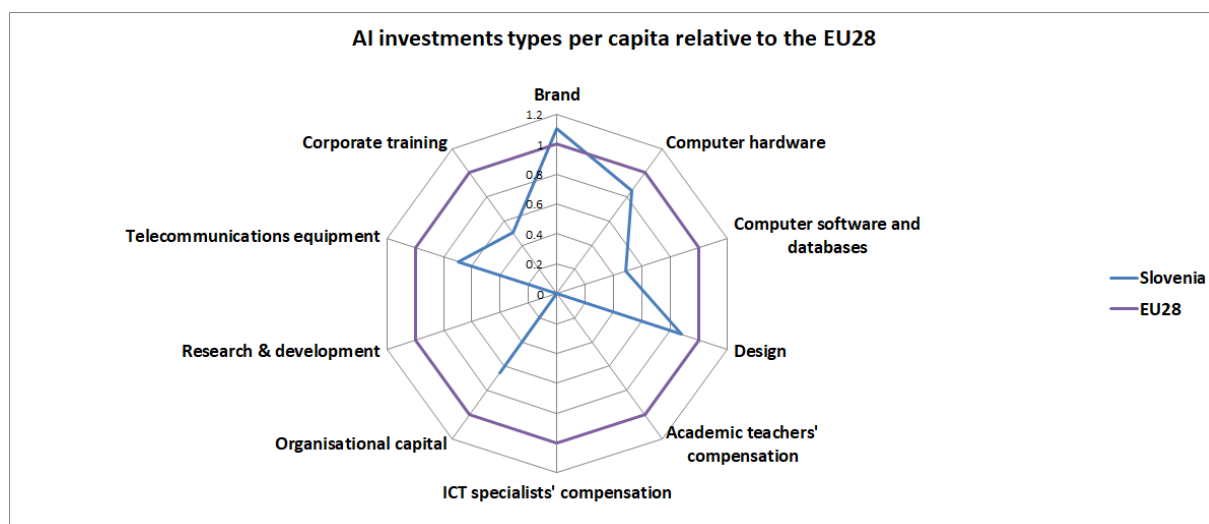 AI investments types per capita relative to the EU28
Brand
1.2
Corporate training
Computer hardware
1
0.8
Telecommunications equipment
0.6
Computer software and
databases
0.4
0.2
0
Slovenia
EU28
Research & development
Design
Organisational capital
Academic teachers'
compensation
ICT specialists' compensation